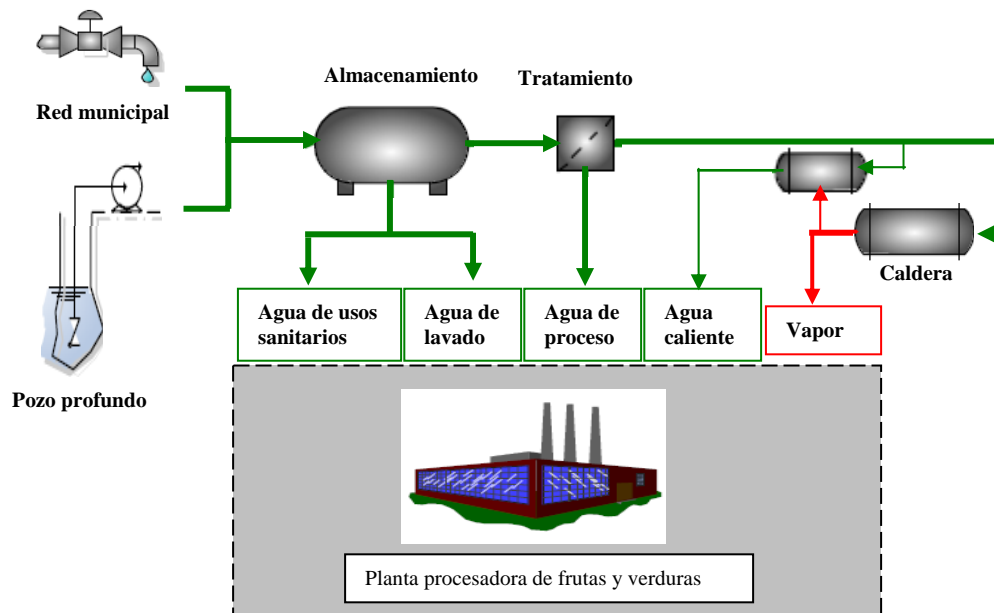 Red municipal
Almacenamiento
Tratamiento
Caldera
Pozo profundo
Agua de usos
sanitarios
Agua de
lavado
Agua de
proceso
Agua
caliente
Vapor
Planta procesadora de frutas y verduras